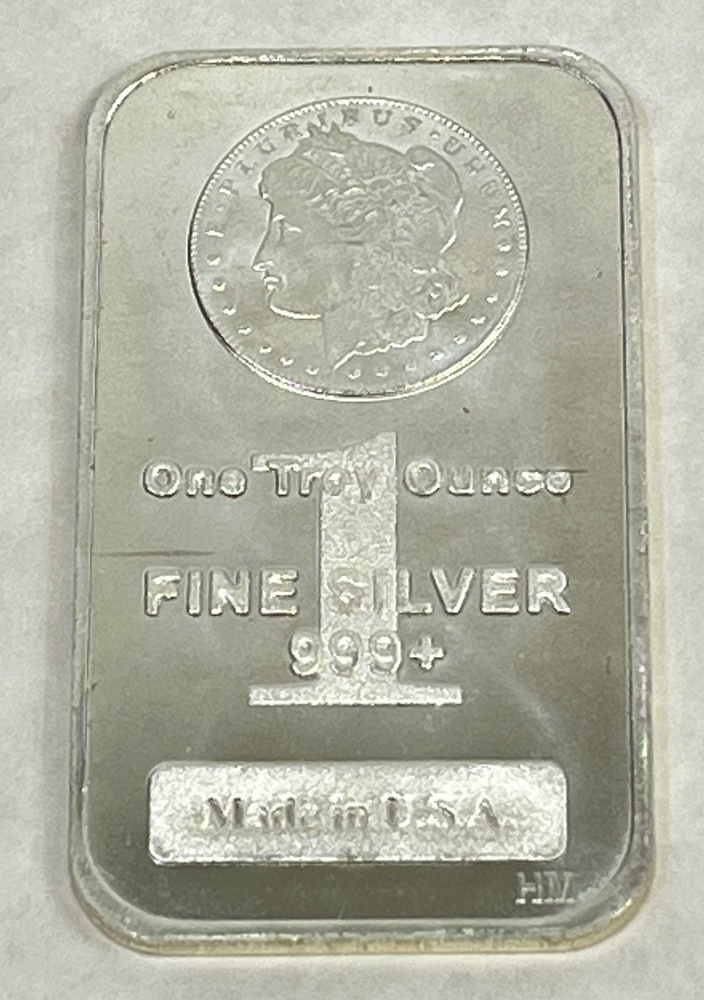 E·PLURIBUS·UNUM
One Troy Ounce
1
FINE SILVER
999+
Made in U.S.A.
HM